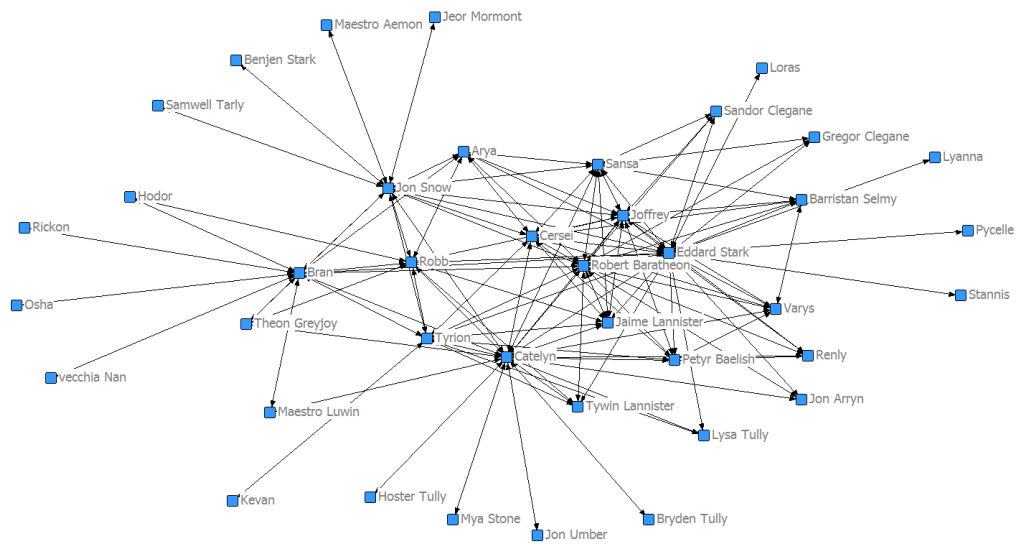 Jeor Mormont
Maestro Aemon
Benjen Stark
Loras
Samwell Tarly
Sandor Clegane
Gregor Clegane
Arya
Lyanna
Sansa
Jon Snow
Hodor
Barristan Selmy
Joffrey
Rickon
Pycelle
Cersei
Eddard Stark
Robb
Robert Baratheon
Bran
Stannis
Osha
Varys
Theon Greyjoy
Jaime Lannister
Tyrion
Renly
Catelyn
Petyr Baelish
vecchia Nan
Jon Arryn
Tywin Lannister
Maestro Luwin
Lysa Tully
Hoster Tully
Kevan
Mya Stone
Bryden Tully
Jon Umber